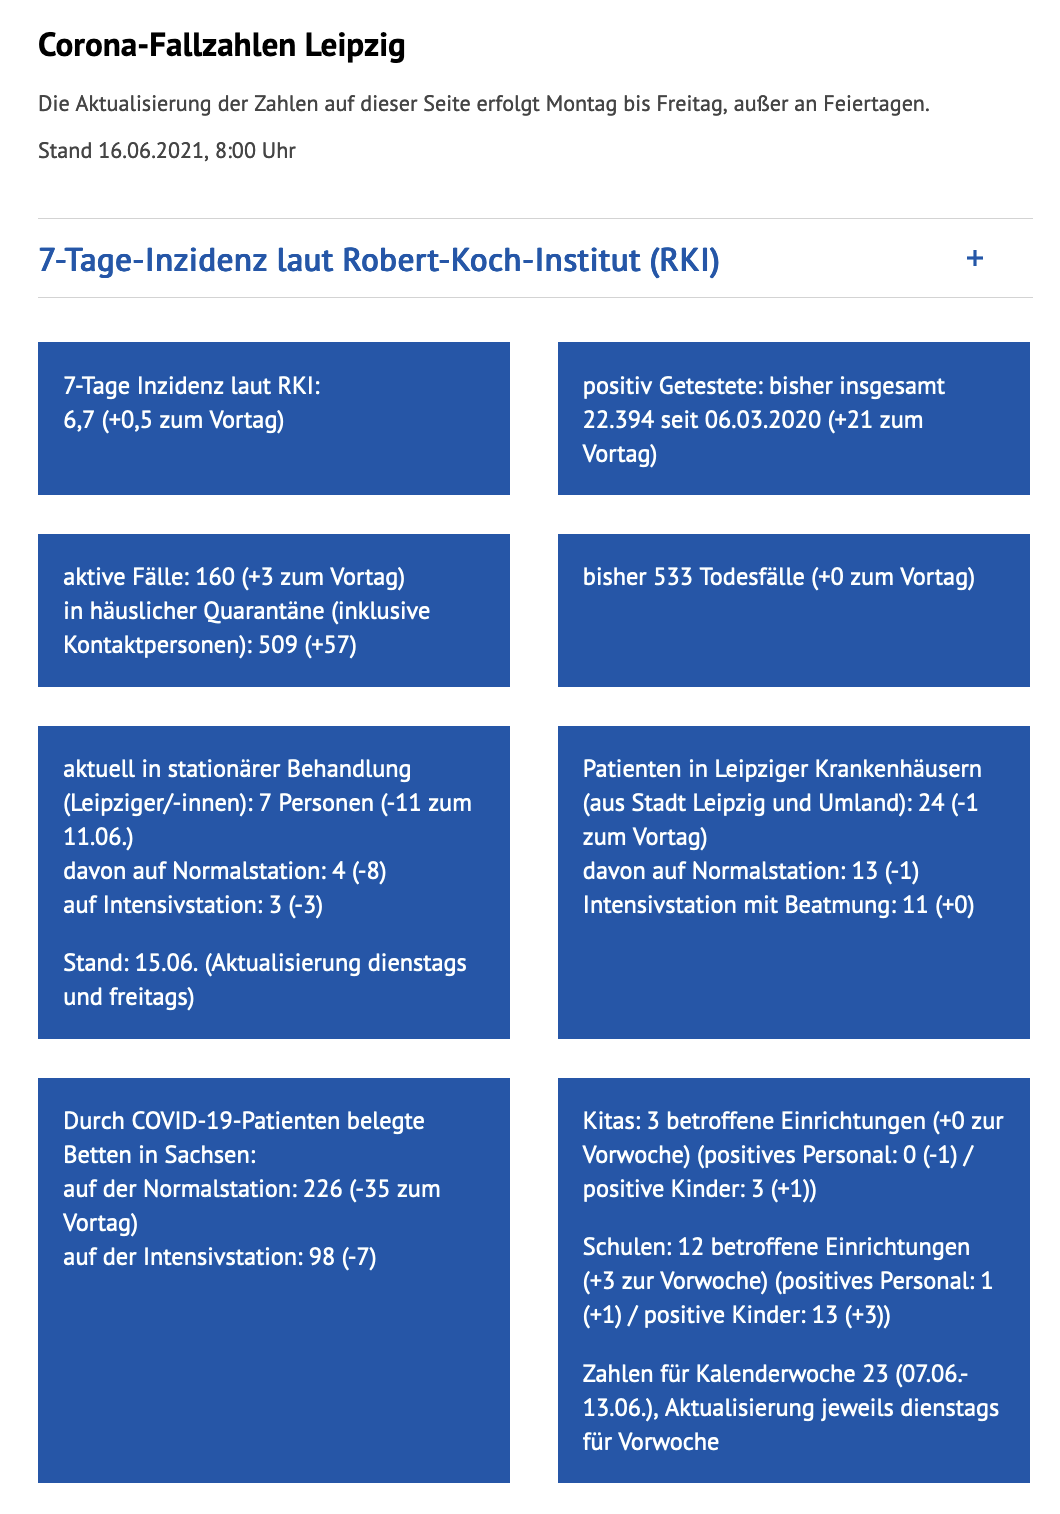 Corona-Fallzahlen Leipzig
Die Aktualisierung der Zahlen auf dieser Seite erfolgt Montag bis Freitag, außer an Feiertagen.
Stand 16.06.2021, 8:00 Uhr
7-Tage-Inzidenz laut Robert-Koch-Institut (RKI) +
7-Tage Inzidenz laut RKI:
6,7 (+0,5 zum Vortag)
positiv Getestete: bisher insgesamt
22.394 seit 06.03.2020 (+21 zum
Vortag)
aktive Fälle: 160 (+3 zum Vortag)
in häuslicher Quarantäne (inklusive
Kontaktpersonen): 509 (+57)
bisher 533 Todesfälle (+0 zum Vortag)
aktuell in stationärer Behandlung
(Leipziger/-innen): 7 Personen (-11 zum
11.06.)
davon auf Normalstation: 4 (-8)
auf Intensivstation: 3 (-3)
Stand: 15.06. (Aktualisierung dienstags
und freitags)
Patienten in Leipziger Krankenhäusern
(aus Stadt Leipzig und Umland): 24 (-1
zum Vortag)
davon auf Normalstation: 13 (-1)
Intensivstation mit Beatmung: 11 (+0)
Durch COVID-19-Patienten belegte
Betten in Sachsen:
auf der Normalstation: 226 (-35 zum
Vortag)
auf der Intensivstation: 98 (-7)
Kitas: 3 betroffene Einrichtungen (+0 zur
Vorwoche) (positives Personal: 0 (-1) /
positive Kinder: 3 (+1))
Schulen: 12 betroffene Einrichtungen
(+3 zur Vorwoche) (positives Personal: 1
(+1) / positive Kinder: 13 (+3))
Zahlen für Kalenderwoche 23 (07.06.-
13.06.), Aktualisierung jeweils dienstags
für Vorwoche